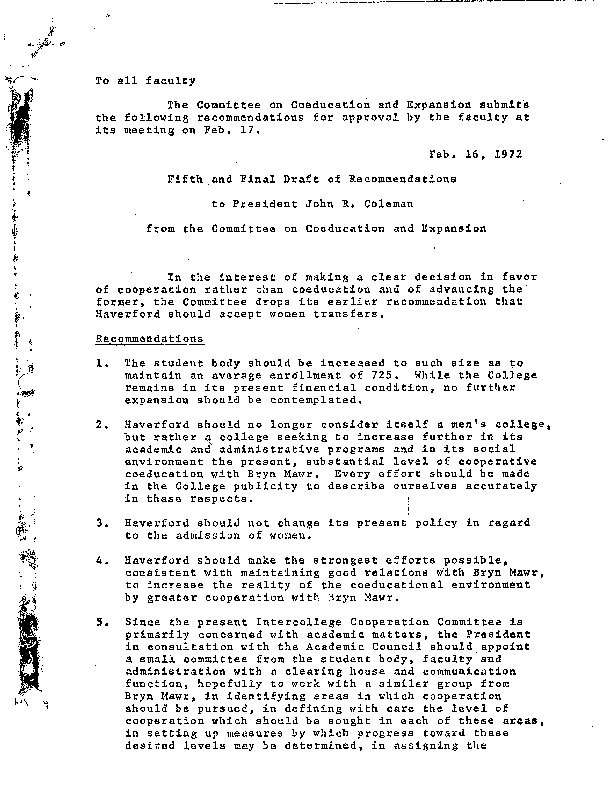 To all faculty
The Committee on Coeducation and Expansion submits
the following recommendations for approval by the faculty at
its meeting on Feb. 17.
Feb. 16, 1972
Fifth and Final Draft of Recommendations
to President John R. Coleman
from the Committee on Coeducation and Expansion
In the interest of making a clear decision in favor
of cooperation rather than coeducation and of advancing the
former, the Committee drops its earlier recommendation that
Haverford should accept women transfers.
Recommendations
1. The student body should be increased to such size as to
maintain an average enrollment of 725. While the College
remains in its present financial condition, no further
expansion should be contemplated.
2. Haverford should no longer consider itself a men's college,
but rather a college seeking to increase further in its
academic and administrative programs and in its social
environment the present, substantial level of cooperative
coeducation with Bryn Mawr. Every effort should be made
in the College publicity to describe ourselves accurately
in these respects.
3. Haverford should not change its present policy in regard
to the admission of women.
4. Haverford should make the strongest efforts possible,
consistent with maintaining good relations with Bryn Mawr,
to increase the reality of the coeducational environment
by greater cooperation with Bryn Mawr.
5. Since the present Intercollege Cooperation Committee is
primarily concerned with academic matters, the President
in consultation with the Academic Council should appoint
a small committee from the student body, faculty and
administration with a clearing house and communication
function, hopefully to work with a similar group from
Bryn Mawr, in identifying areas in which cooperation
should be pursued, in defining with care the level of
cooperation which should be sought in each of these areas,
in setting up measures by which progress toward these
desired levels may be determined, in assigning the